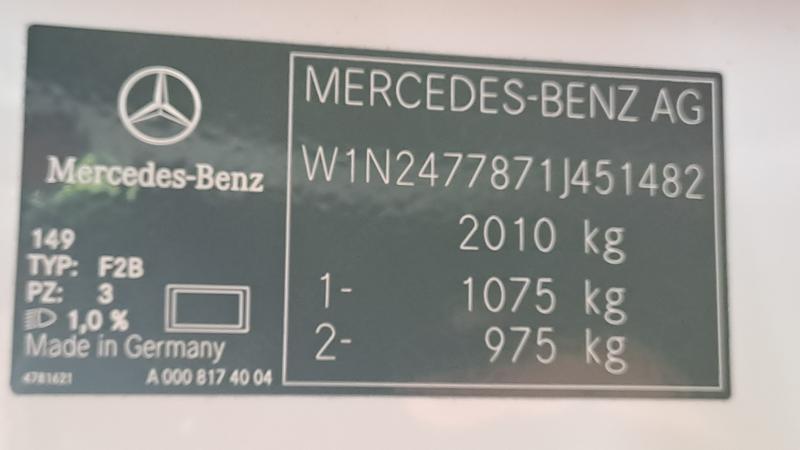 Mercedes-Benz
149
TYP: F2B
PZ: 3
1,0 %
Made in Germany
4781621
A 000 817 40 04
MERCEDES-BENZ AG
W1N2477871J451482
2010 kg
1- 1075 kg
2- 975 kg